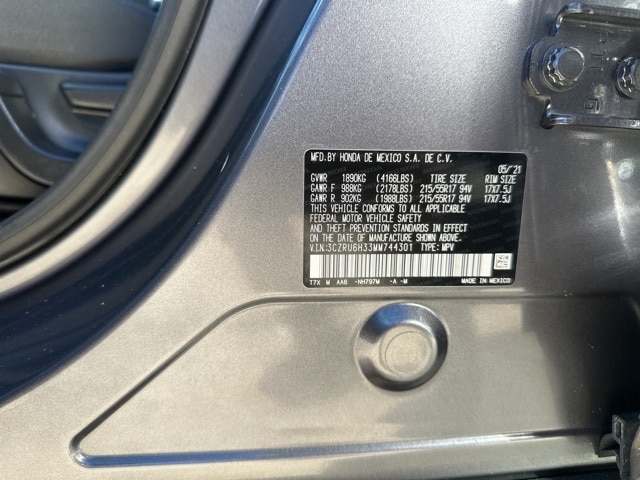 MFD.BY HONDA DE MEXICO S.A. DE C.V. 05/'21
GVWR 1890KG (4166LBS) TIRE SIZE RIM SIZE
GAWR F 988KG (2178LBS) 215/55R17 94V 17X7.5J
GAWR R 902KG (1988LBS) 215/55R17 94V 17X7.5J
THIS VEHICLE CONFORMS TO ALL APPLICABLE
FEDERAL MOTOR VEHICLE SAFETY
AND THEFT PREVENTION STANDARDS IN EFFECT
ON THE DATE OF MANUFACTURE SHOWN ABOVE.
V.I.N:3CZRU6H33MM744301 TYPE: MPV
T7X M AA6 -NH797M -A -M MADE IN MEXICO